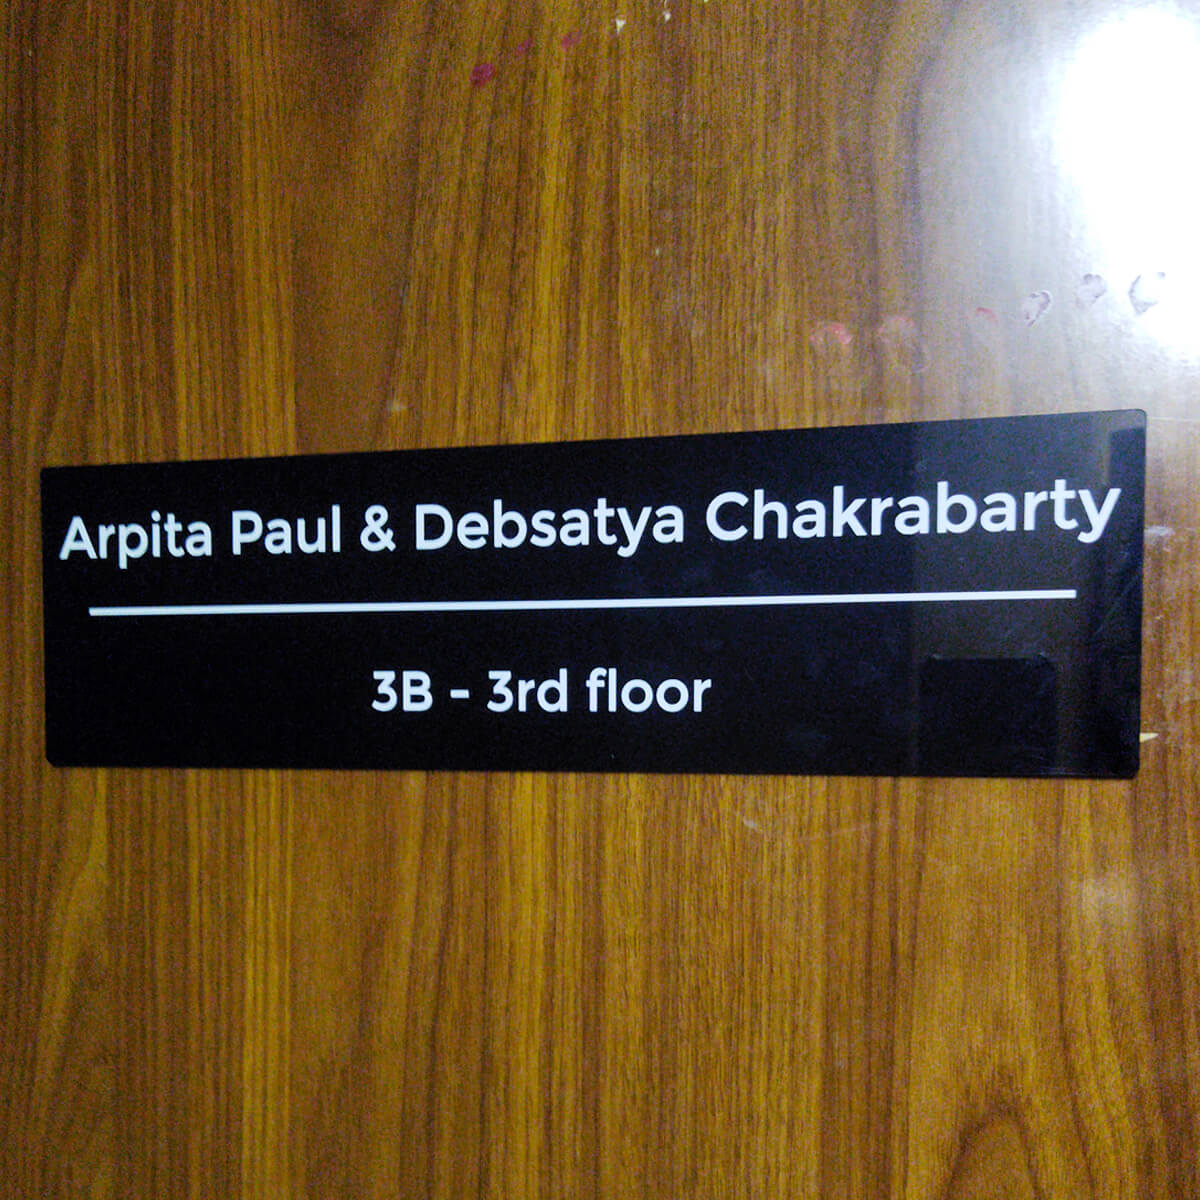 Arpita Paul & Debsatya Chakrabarty
3B - 3rd floor